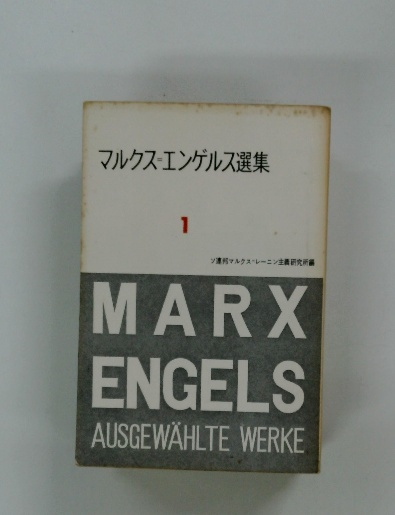 マルクス=エンゲルス選集
1
ソ連邦マルクス=レーニン主義研究所編
MARX
ENGELS
AUSGEWÄHLTE WERKE